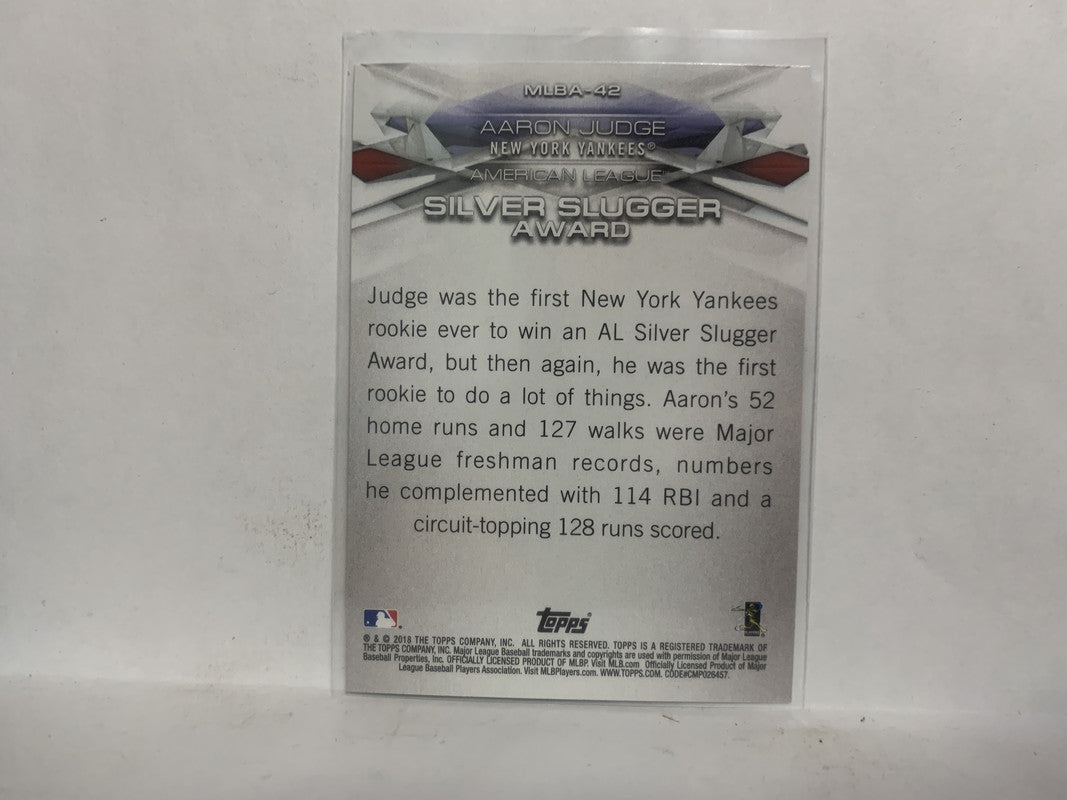 MLBA-42
AARON JUDGE
NEW YORK YANKEES®
AMERICAN LEAGUE
SILVER SLUGGER
AWARD
Judge was the first New York Yankees
rookie ever to win an AL Silver Slugger
Award, but then again, he was the first
rookie to do a lot of things. Aaron's 52
home runs and 127 walks were Major
League freshman records, numbers
he complemented with 114 RBI and a
circuit-topping 128 runs scored.
topps®
® & © 2018 THE TOPPS COMPANY, INC. ALL RIGHTS RESERVED. TOPPS IS A REGISTERED TRADEMARK OF
THE TOPPS COMPANY, INC. Major League Baseball trademarks and copyrights are used with permission of Major League
Baseball Properties, Inc. OFFICIALLY LICENSED PRODUCT OF MLBP. Visit MLB.com Officially Licensed Product of Major
League Baseball Players Association. Visit MLBPlayers.com. WWW.TOPPS.COM. CODE#CMP026457.